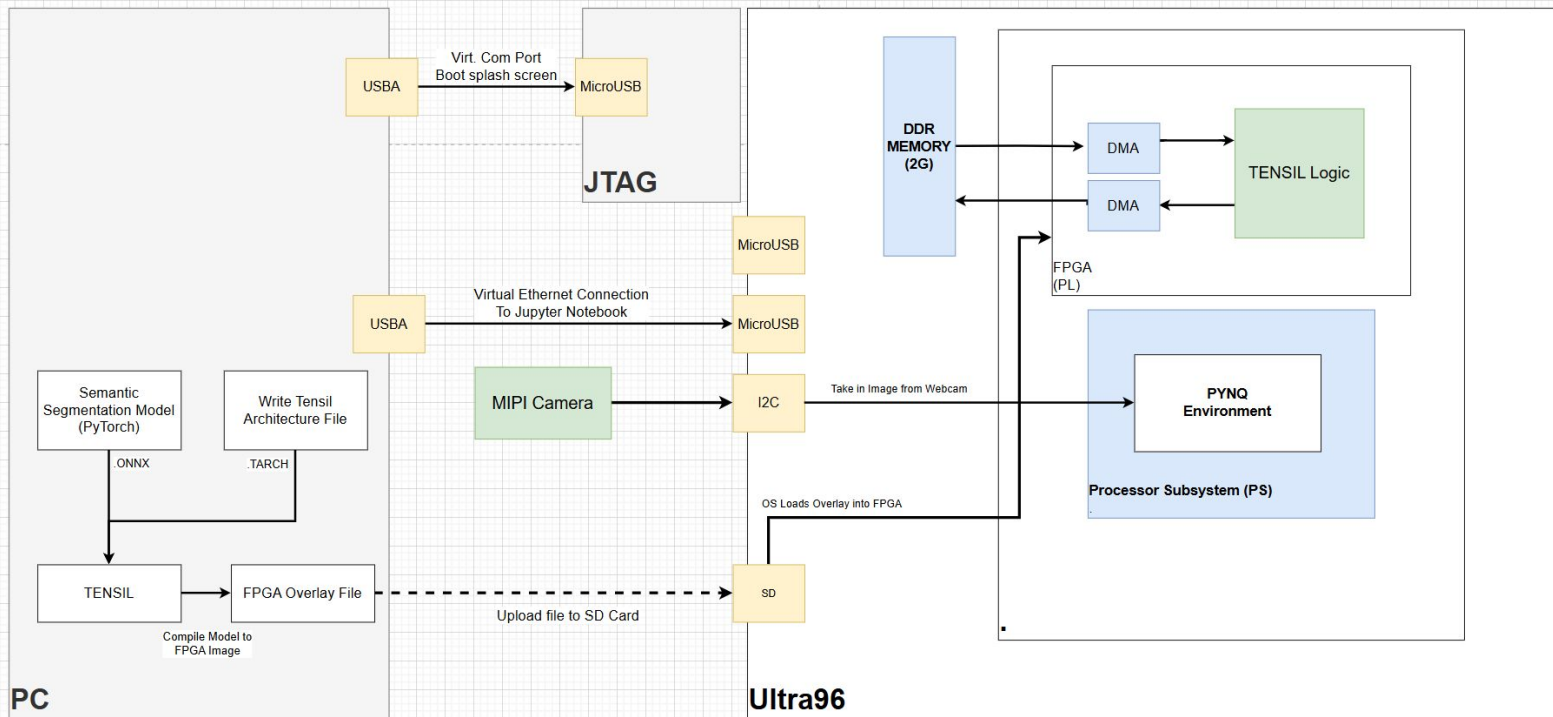 Virt. Com Port
Boot splash screen
USBA
MicroUSB
JTAG
DDR
MEMORY
(2G)
DMA
DMA
TENSIL Logic
FPGA
(PL)
MicroUSB
Virtual Ethernet Connection
To Jupyter Notebook
USBA
MicroUSB
Semantic
Segmentation Model
(PyTorch)
Write Tensil
Architecture File
MIPI Camera
I2C
Take in Image from Webcam
PYNQ
Environment
Processor Subsystem (PS)
.
.ONNX
.TARCH
OS Loads Overlay into FPGA
TENSIL
FPGA Overlay File
SD
Upload file to SD Card
Compile Model to
FPGA Image
.
PC
Ultra96